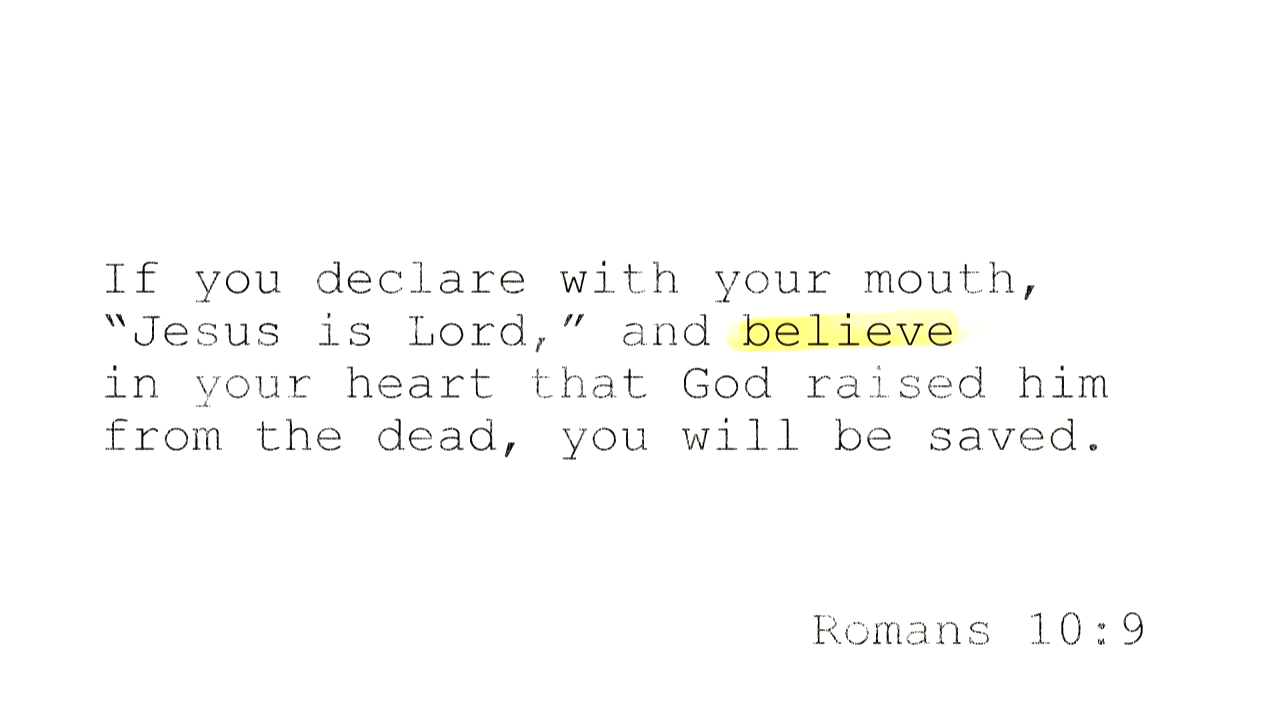 If you declare with your mouth,
“Jesus is Lord,” and believe
in your heart that God raised him
from the dead, you will be saved.
Romans 10:9